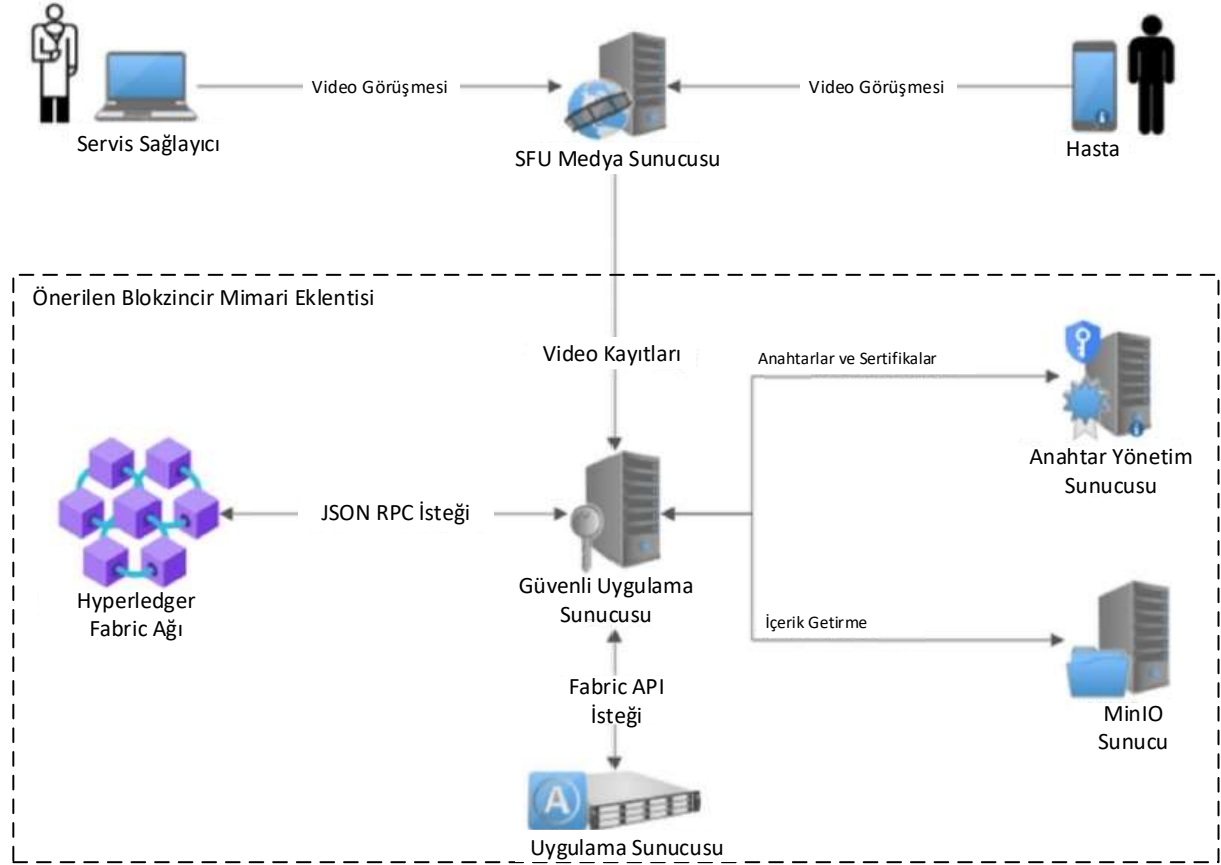 Video Görüşmesi
Video Görüşmesi
Servis Sağlayıcı
SFU Medya Sunucusu
Hasta
Önerilen Blokzincir Mimari Eklentisi
Video Kayıtları
Anahtarlar ve Sertifikalar
Anahtar Yönetim
Sunucusu
JSON RPC İsteği
Hyperledger
Fabric Ağı
Güvenli Uygulama
Sunucusu
İçerik Getirme
Fabric API
İsteği
MinIO
Sunucu
A
Uygulama Sunucusu